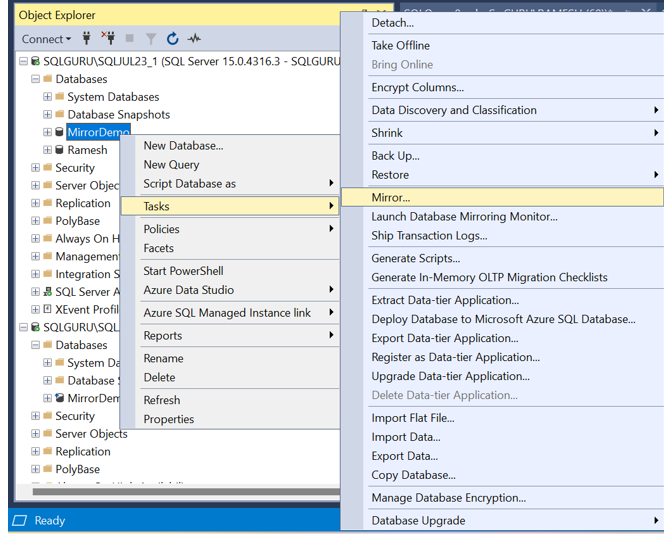 Object Explorer
Connect
SQLGURU\SQLJUL23_1 (SQL Server 15.0.4316.3 - SQLGURU
Databases
System Databases
Database Snapshots
MirrorDemo
Ramesh
Security
Server Objec
Replication
PolyBase
Always On H
Managemen
Integration S
SQL Server A
XEvent Profil
SQLGURU\SQL
Databases
System Da
Database S
MirrorDem
Security
Server Objects
Replication
PolyBase
Ready
New Database...
New Query
Script Database as
Tasks
Policies
Facets
Start PowerShell
Azure Data Studio
Azure SQL Managed Instance link
Reports
Rename
Delete
Refresh
Properties
Detach...
Take Offline
Bring Online
Encrypt Columns...
Data Discovery and Classification
Shrink
Back Up...
Restore
Mirror...
Launch Database Mirroring Monitor...
Ship Transaction Logs...
Generate Scripts...
Generate In-Memory OLTP Migration Checklists
Extract Data-tier Application...
Deploy Database to Microsoft Azure SQL Database...
Export Data-tier Application...
Register as Data-tier Application...
Upgrade Data-tier Application...
Delete Data-tier Application...
Import Flat File...
Import Data...
Export Data...
Copy Database...
Manage Database Encryption...
Database Upgrade